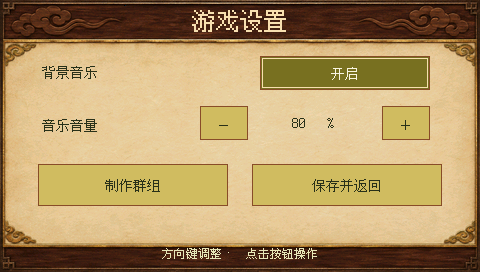 游戏设置
背景音乐 开启
音乐音量 - 80 % +
制作群组 保存并返回
方向键调整 · 点击按钮操作